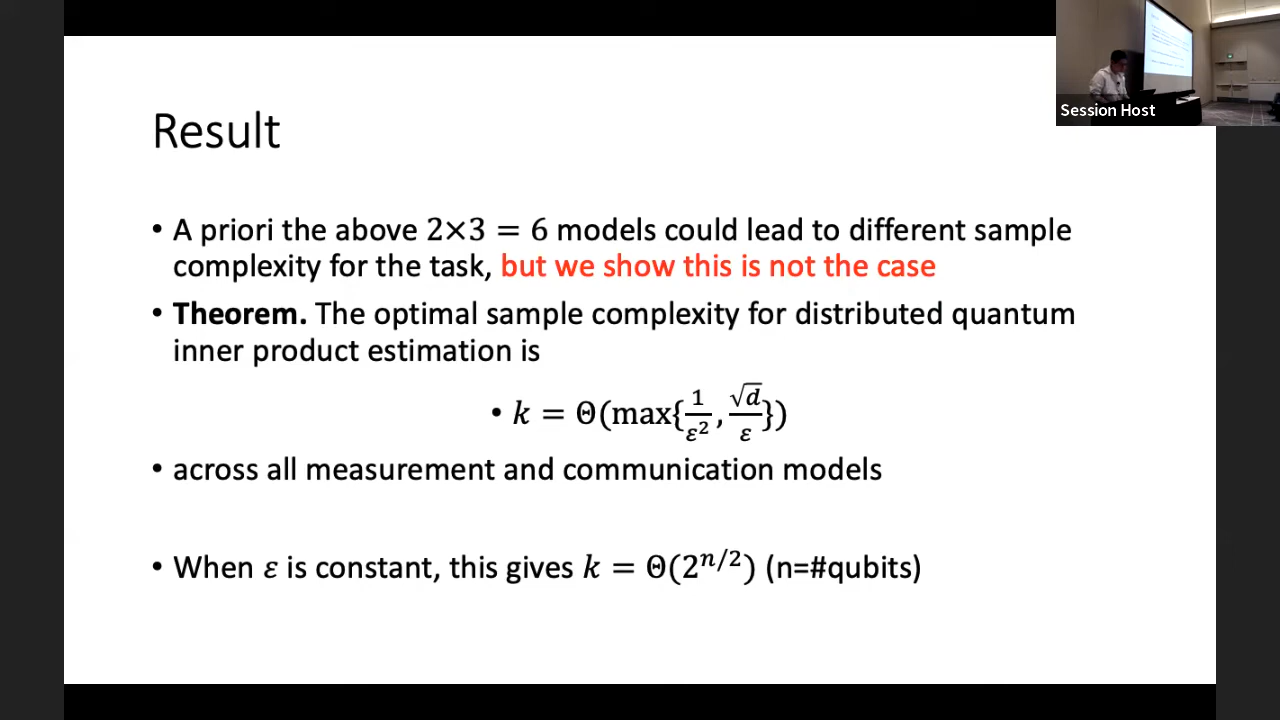 Session Host
Result
• A priori the above 2×3 = 6 models could lead to different sample
complexity for the task, but we show this is not the case
• Theorem. The optimal sample complexity for distributed quantum
inner product estimation is
• k = Θ(max{1/ε², √d/ε})
• across all measurement and communication models
• When ε is constant, this gives k = Θ(2^{n/2}) (n=#qubits)